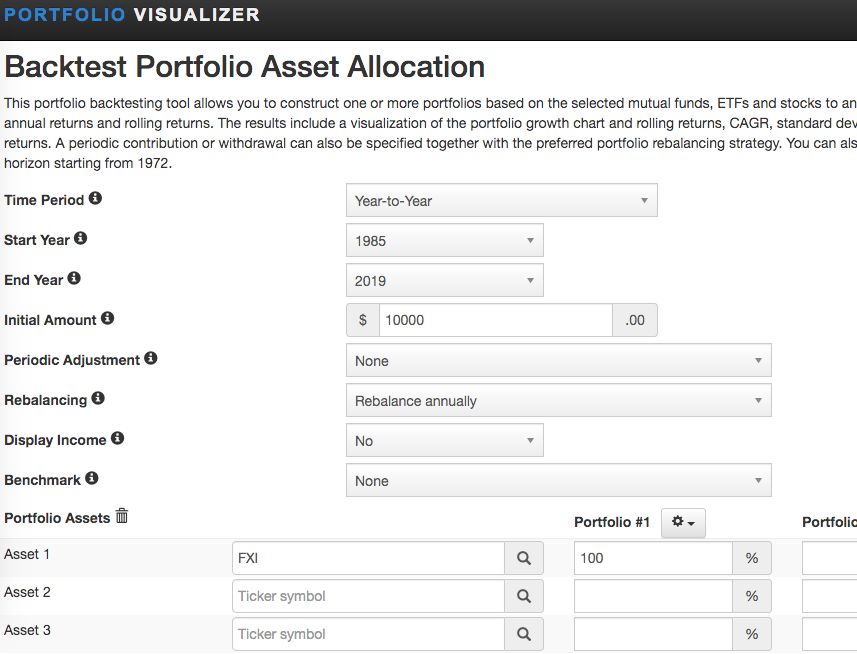 PORTFOLIO VISUALIZER
Backtest Portfolio Asset Allocation
This portfolio backtesting tool allows you to construct one or more portfolios based on the selected mutual funds, ETFs and stocks to an
annual returns and rolling returns. The results include a visualization of the portfolio growth chart and rolling returns, CAGR, standard dev
returns. A periodic contribution or withdrawal can also be specified together with the preferred portfolio rebalancing strategy. You can als
horizon starting from 1972.
Time Period Year-to-Year
Start Year 1985
End Year 2019
Initial Amount $ 10000 .00
Periodic Adjustment None
Rebalancing Rebalance annually
Display Income No
Benchmark None
Portfolio Assets Portfolio #1 Portfolio
Asset 1 FXI 100 %
Asset 2 Ticker symbol %
Asset 3 Ticker symbol %